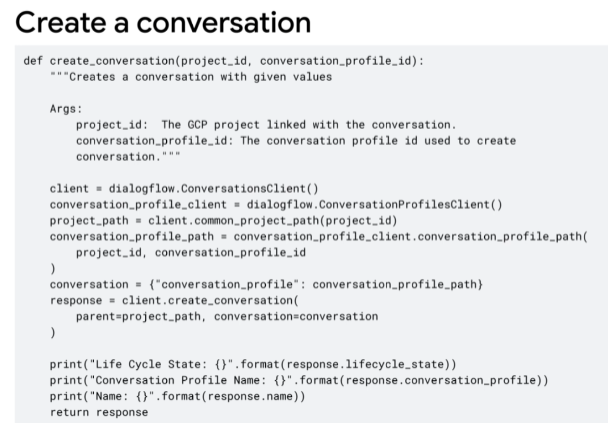 Create a conversation
def create_conversation(project_id, conversation_profile_id):
    """Creates a conversation with given values

    Args:
        project_id:  The GCP project linked with the conversation.
        conversation_profile_id: The conversation profile id used to create
        conversation."""

    client = dialogflow.ConversationsClient()
    conversation_profile_client = dialogflow.ConversationProfilesClient()
    project_path = client.common_project_path(project_id)
    conversation_profile_path = conversation_profile_client.conversation_profile_path(
        project_id, conversation_profile_id
    )
    conversation = {"conversation_profile": conversation_profile_path}
    response = client.create_conversation(
        parent=project_path, conversation=conversation
    )

    print("Life Cycle State: {}".format(response.lifecycle_state))
    print("Conversation Profile Name: {}".format(response.conversation_profile))
    print("Name: {}".format(response.name))
    return response